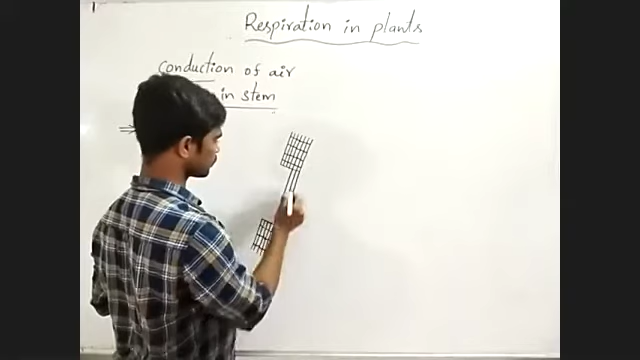 Respiration in plants
conduction of air
in stem